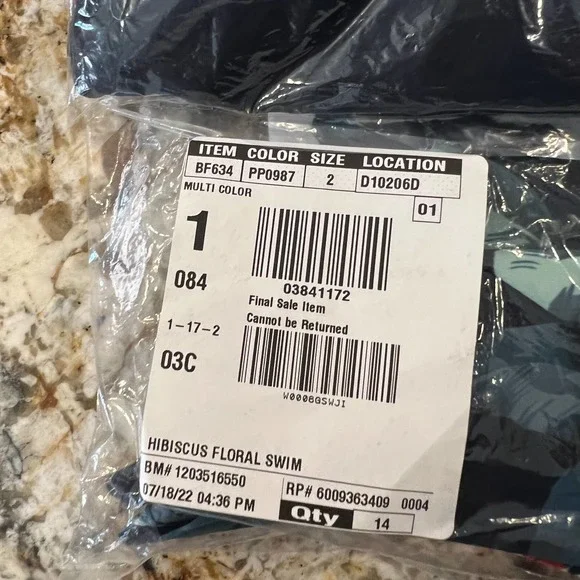 ITEM COLOR SIZE LOCATION
BF634 PP0987 2 D10206D
MULTI COLOR
01
1
03841172
084
Final Sale Item
Cannot be Returned
1-17-2
03C
W0006GSWJI
HIBISCUS FLORAL SWIM
BM# 1203516550
RP# 6009363409 0004
07/18/22 04:36 PM
Qty 14